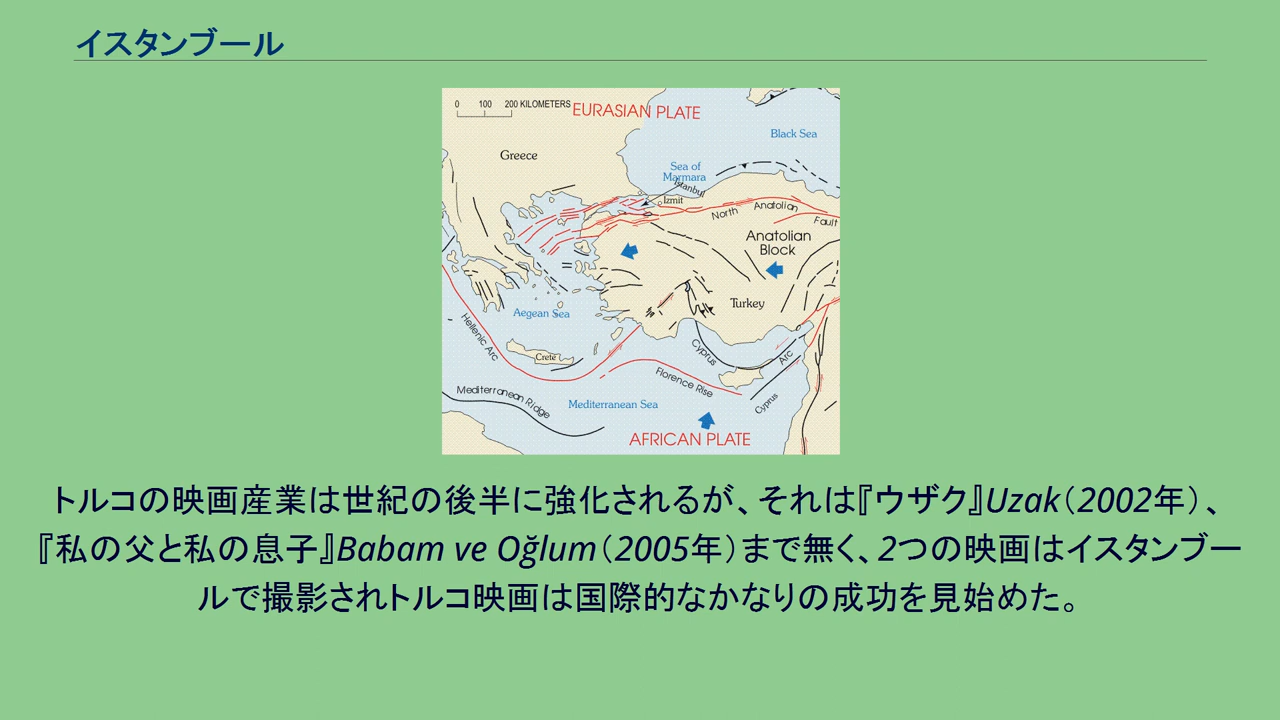 イスタンブール
0 100 200 KILOMETERS
EURASIAN PLATE
Black Sea
Greece
Sea of
Marmara
Istanbul
Izmit
North Anatolian Fault
Anatolian
Block
Turkey
Aegean Sea
Hellenic Arc
Crete
Cyprus Arc
Florence Rise
Cyprus
Mediterranean Ridge
Mediterranean Sea
AFRICAN PLATE
トルコの映画産業は世紀の後半に強化されるが、それは『ウザク』Uzak(2002年)、
『私の父と私の息子』Babam ve Oğlum(2005年)まで無く、2つの映画はイスタンブー
ルで撮影されトルコ映画は国際的なかなりの成功を見始めた。